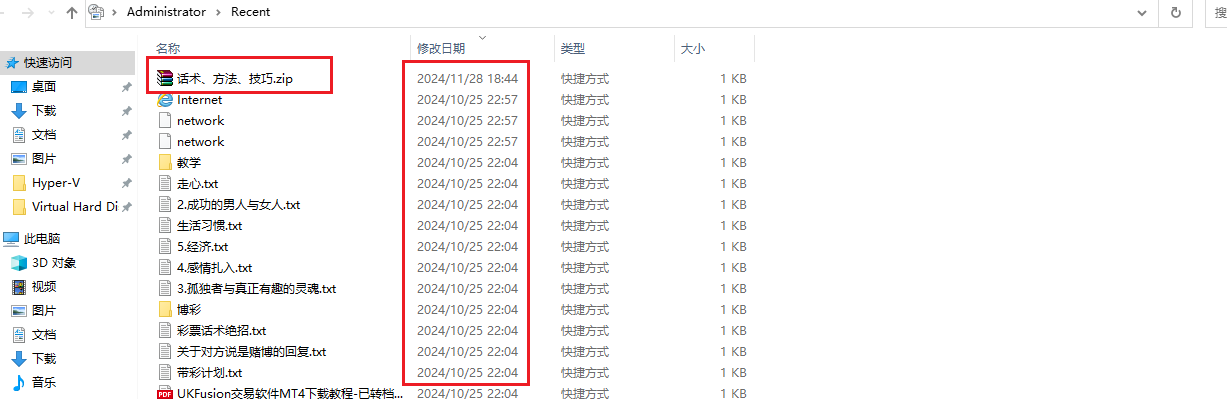 Administrator > Recent
搜
名称 修改日期 类型 大小
快速访问
桌面
下载
文档
图片
Hyper-V
Virtual Hard Di
此电脑
3D 对象
视频
图片
文档
下载
音乐
话术、方法、技巧.zip 2024/11/28 18:44 快捷方式 1 KB
Internet 2024/10/25 22:57 快捷方式 1 KB
network 2024/10/25 22:57 快捷方式 1 KB
network 2024/10/25 22:57 快捷方式 1 KB
教学 2024/10/25 22:04 快捷方式 1 KB
走心.txt 2024/10/25 22:04 快捷方式 1 KB
2.成功的男人与女人.txt 2024/10/25 22:04 快捷方式 1 KB
生活习惯.txt 2024/10/25 22:04 快捷方式 1 KB
5.经济.txt 2024/10/25 22:04 快捷方式 1 KB
4.感情扎入.txt 2024/10/25 22:04 快捷方式 1 KB
3.孤独者与真正有趣的灵魂.txt 2024/10/25 22:04 快捷方式 1 KB
博彩 2024/10/25 22:04 快捷方式 1 KB
彩票话术绝招.txt 2024/10/25 22:04 快捷方式 1 KB
关于对方说是赌博的回复.txt 2024/10/25 22:04 快捷方式 1 KB
带彩计划.txt 2024/10/25 22:04 快捷方式 1 KB
PDF UKFusion交易软件MT4下载教程-已转档... 2024/10/25 22:04 快捷方式 1 KB